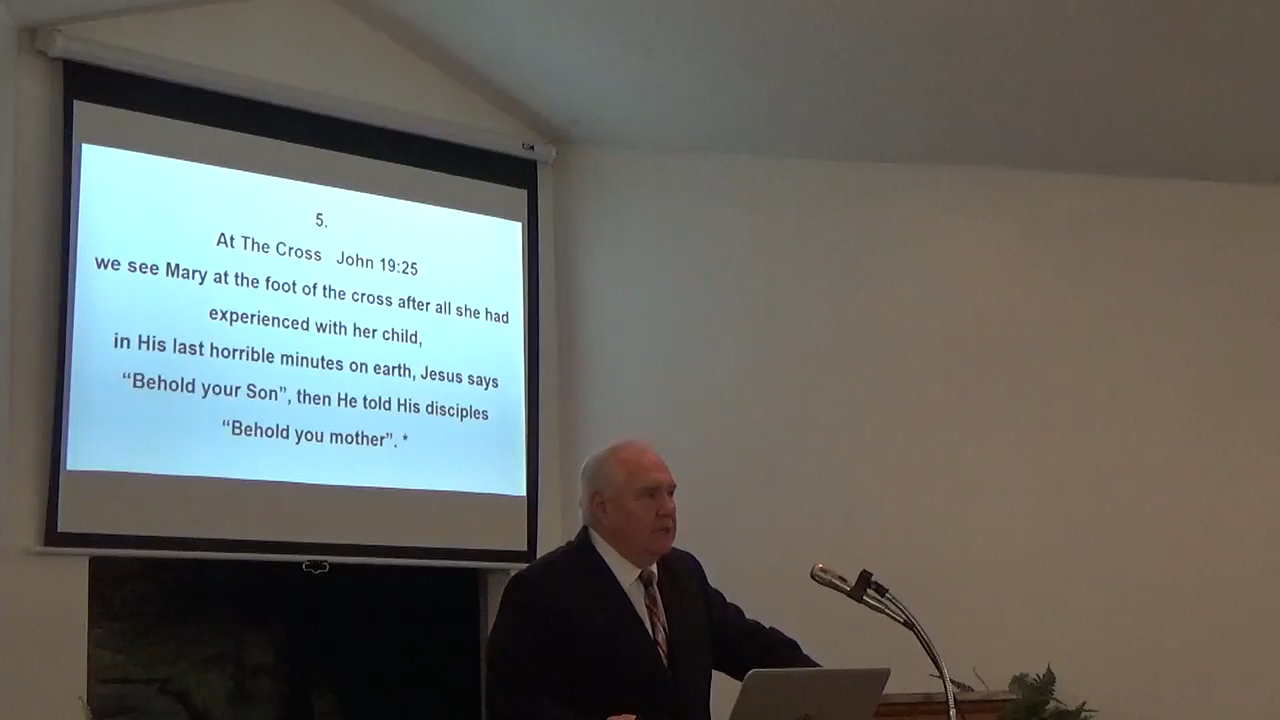 5.
At The Cross John 19:25
we see Mary at the foot of the cross after all she had
experienced with her child,
in His last horrible minutes on earth, Jesus says
“Behold your Son”, then He told His disciples
“Behold you mother”. *